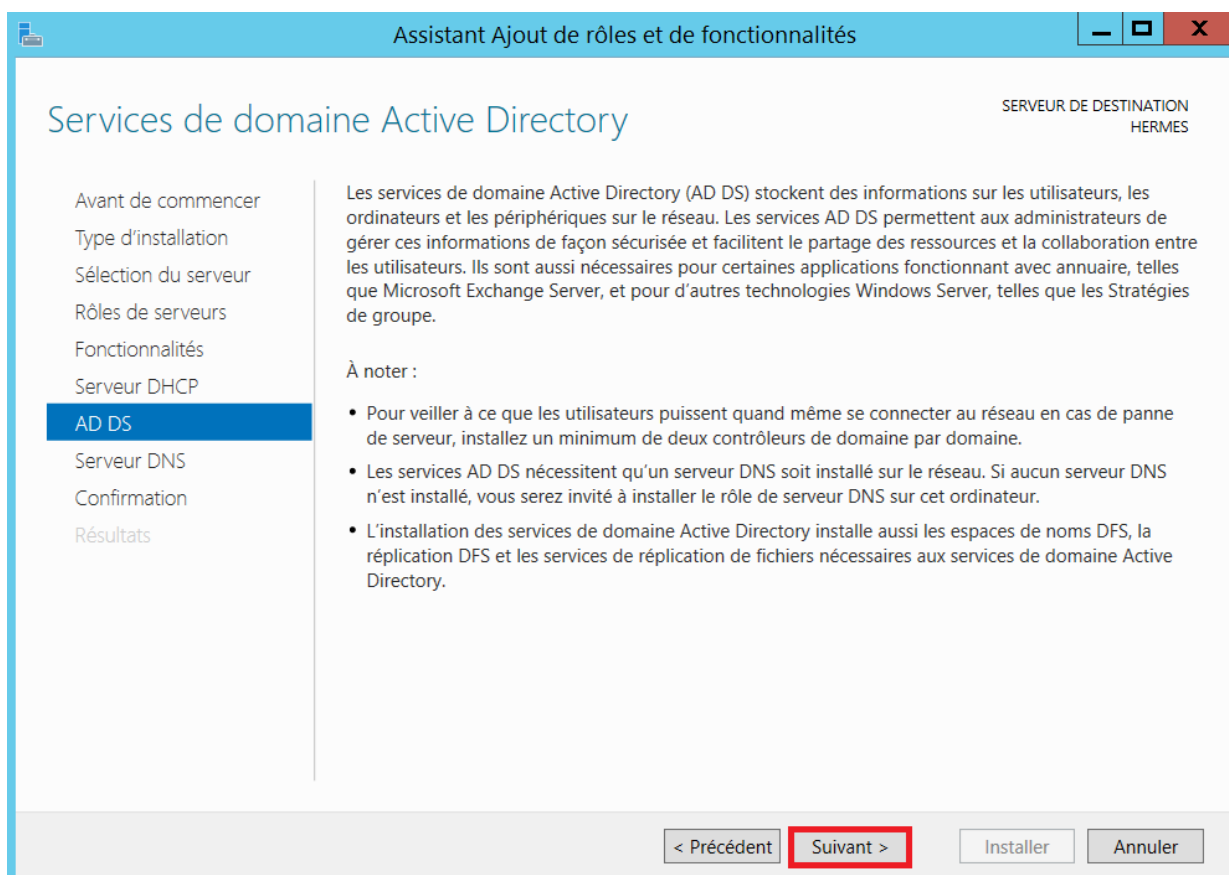 Assistant Ajout de rôles et de fonctionnalités
Services de domaine Active Directory
SERVEUR DE DESTINATION
HERMES
Avant de commencer
Type d'installation
Sélection du serveur
Rôles de serveurs
Fonctionnalités
Serveur DHCP
AD DS
Serveur DNS
Confirmation
Résultats
Les services de domaine Active Directory (AD DS) stockent des informations sur les utilisateurs, les
ordinateurs et les périphériques sur le réseau. Les services AD DS permettent aux administrateurs de
gérer ces informations de façon sécurisée et facilitent le partage des ressources et la collaboration entre
les utilisateurs. Ils sont aussi nécessaires pour certaines applications fonctionnant avec annuaire, telles
que Microsoft Exchange Server, et pour d'autres technologies Windows Server, telles que les Stratégies
de groupe.
À noter :
• Pour veiller à ce que les utilisateurs puissent quand même se connecter au réseau en cas de panne
de serveur, installez un minimum de deux contrôleurs de domaine par domaine.
• Les services AD DS nécessitent qu'un serveur DNS soit installé sur le réseau. Si aucun serveur DNS
n'est installé, vous serez invité à installer le rôle de serveur DNS sur cet ordinateur.
• L'installation des services de domaine Active Directory installe aussi les espaces de noms DFS, la
réplication DFS et les services de réplication de fichiers nécessaires aux services de domaine Active
Directory.
< Précédent
Suivant >
Installer
Annuler